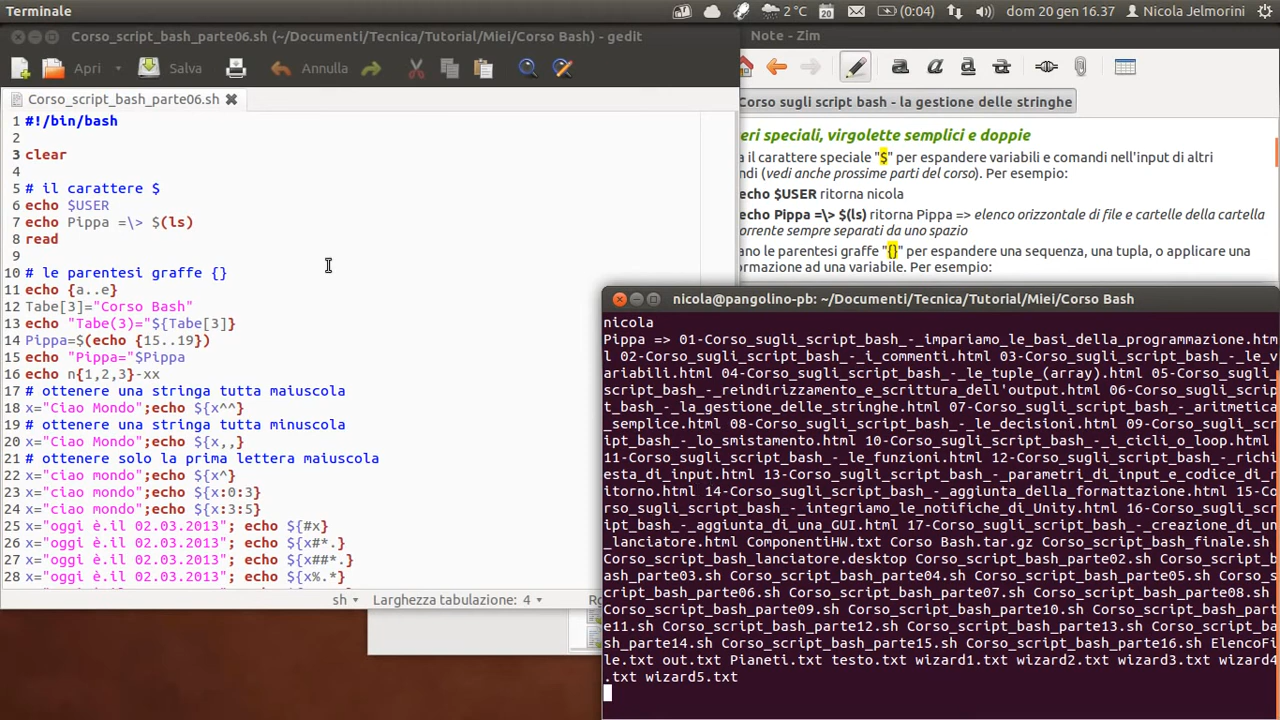 Terminale
2 °C
20
(0:04)
dom 20 gen 16.37
Nicola Jelmorini
Corso_script_bash_parte06.sh (~/Documenti/Tecnica/Tutorial/Miei/Corso Bash) - gedit
Note - Zim
Apri
Salva
Annulla
Corso_script_bash_parte06.sh
Corso sugli script bash - la gestione delle stringhe
1 #!/bin/bash
2
3 clear
4
5 # il carattere $
6 echo $USER
7 echo Pippa =\> $(ls)
8 read
9
10 # le parentesi graffe {}
11 echo {a..e}
12 Tabe[3]="Corso Bash"
13 echo "Tabe(3)="${Tabe[3]}
14 Pippa=$(echo {15..19})
15 echo "Pippa="$Pippa
16 echo n{1,2,3}-xx
17 # ottenere una stringa tutta maiuscola
18 x="Ciao Mondo";echo ${x^^}
19 # ottenere una stringa tutta minuscola
20 x="Ciao Mondo";echo ${x,,}
21 # ottenere solo la prima lettera maiuscola
22 x="ciao mondo";echo ${x^}
23 x="ciao mondo";echo ${x:0:3}
24 x="ciao mondo";echo ${x:3:5}
25 x="oggi è.il 02.03.2013"; echo ${#x}
26 x="oggi è.il 02.03.2013"; echo ${x#*.}
27 x="oggi è.il 02.03.2013"; echo ${x##*.}
28 x="oggi è.il 02.03.2013"; echo ${x%.*}
sh
Larghezza tabulazione: 4
eri speciali, virgolette semplici e doppie
a il carattere speciale "$" per espandere variabili e comandi nell'input di altri
ndi (vedi anche prossime parti del corso). Per esempio:
echo $USER ritorna nicola
echo Pippo =\> $(ls) ritorna Pippa => elenco orizzontale di file e cartelle della cartella
orrente sempre separati da uno spazio
ano le parentesi graffe "{}" per espandere una sequenza, una tupla, o applicare una
ormazione ad una variabile. Per esempio:
nicola@pangolino-pb: ~/Documenti/Tecnica/Tutorial/Miei/Corso Bash
nicola
Pippa => 01-Corso_sugli_script_bash_-_impariamo_le_basi_della_programmazione.htm
l 02-Corso_sugli_script_bash_-_i_commenti.html 03-Corso_sugli_script_bash_-_le_v
ariabili.html 04-Corso_sugli_script_bash_-_le_tuple_(array).html 05-Corso_sugli_
script_bash_-_reindirizzamento_e_scrittura_dell'output.html 06-Corso_sugli_scrip
t_bash_-_la_gestione_delle_stringhe.html 07-Corso_sugli_script_bash_-_aritmetica
_semplice.html 08-Corso_sugli_script_bash_-_le_decisioni.html 09-Corso_sugli_scr
ipt_bash_-_lo_smistamento.html 10-Corso_sugli_script_bash_-_i_cicli_o_loop.html
11-Corso_sugli_script_bash_-_le_funzioni.html 12-Corso_sugli_script_bash_-_richi
esta_di_input.html 13-Corso_sugli_script_bash_-_parametri_di_input_e_codice_di_r
itorno.html 14-Corso_sugli_script_bash_-_aggiunta_della_formattazione.html 15-Co
rso_sugli_script_bash_-_integriamo_le_notifiche_di_Unity.html 16-Corso_sugli_scr
ipt_bash_-_aggiunta_di_una_GUI.html 17-Corso_sugli_script_bash_-_creazione_di_un
_lanciatore.html ComponentiHW.txt Corso Bash.tar.gz Corso_script_bash_finale.sh
Corso_script_bash_lanciatore.desktop Corso_script_bash_parte02.sh Corso_script_b
ash_parte03.sh Corso_script_bash_parte04.sh Corso_script_bash_parte05.sh Corso_s
cript_bash_parte06.sh Corso_script_bash_parte07.sh Corso_script_bash_parte08.sh
Corso_script_bash_parte09.sh Corso_script_bash_parte10.sh Corso_script_bash_part
e11.sh Corso_script_bash_parte12.sh Corso_script_bash_parte13.sh Corso_script_ba
sh_parte14.sh Corso_script_bash_parte15.sh Corso_script_bash_parte16.sh ElencoFi
le.txt out.txt Pianeti.txt testo.txt wizard1.txt wizard2.txt wizard3.txt wizard4
.txt wizard5.txt